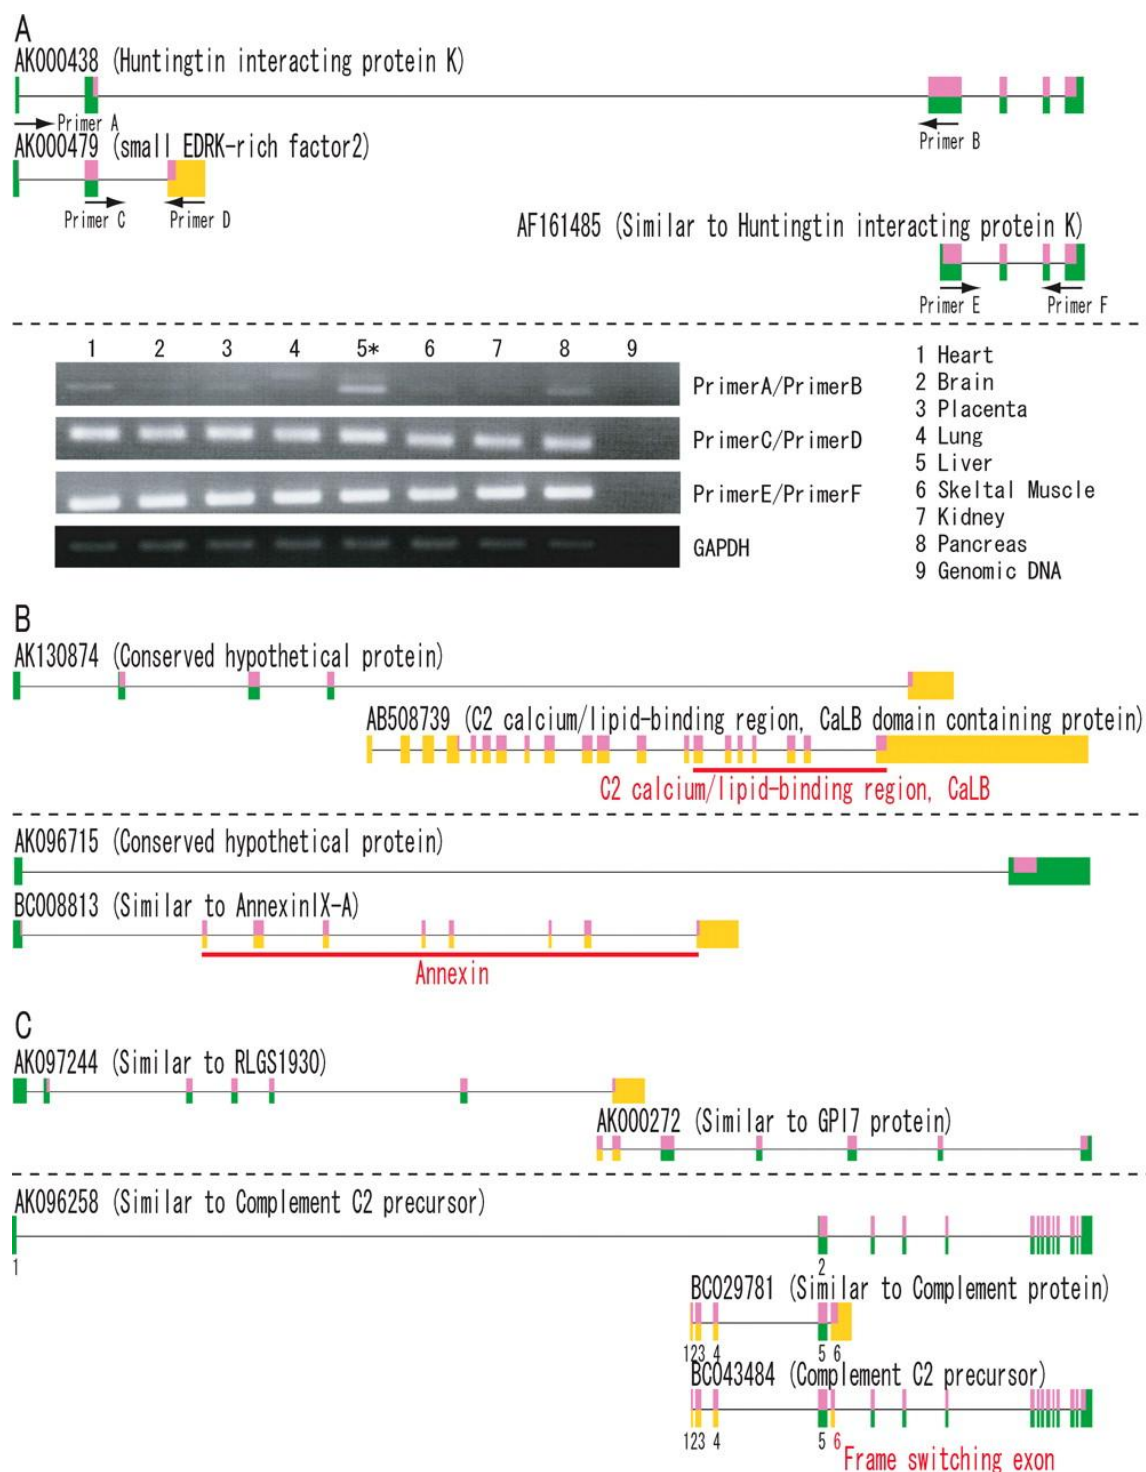 A
AK000438 (Huntingtin interacting protein K)
Primer A
Primer B
AK000479 (small EDRK-rich factor2)
Primer C
Primer D
AF161485 (Similar to Huntingtin interacting protein K)
Primer E
Primer F
1 2 3 4 5* 6 7 8 9
PrimerA/PrimerB
PrimerC/PrimerD
PrimerE/PrimerF
GAPDH
1 Heart
2 Brain
3 Placenta
4 Lung
5 Liver
6 Skeltal Muscle
7 Kidney
8 Pancreas
9 Genomic DNA
B
AK130874 (Conserved hypothetical protein)
AB508739 (C2 calcium/lipid-binding region, CaLB domain containing protein)
C2 calcium/lipid-binding region, CaLB
AK096715 (Conserved hypothetical protein)
BC008813 (Similar to AnnexinIX-A)
Annexin
C
AK097244 (Similar to RLGS1930)
AK000272 (Similar to GPI7 protein)
AK096258 (Similar to Complement C2 precursor)
1 2
BC029781 (Similar to Complement protein)
123 4 5 6
BC043484 (Complement C2 precursor)
123 4 5 6
Frame switching exon